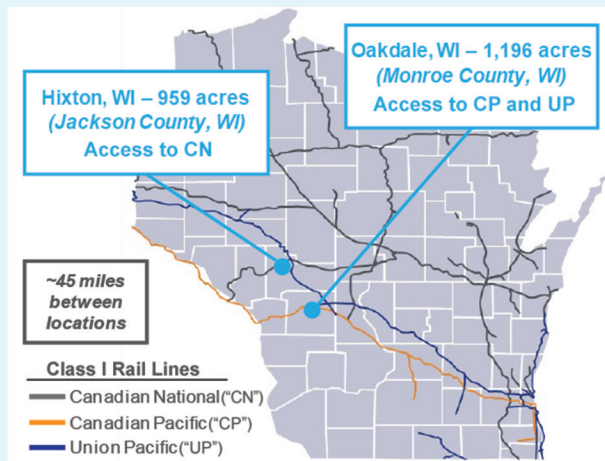 Oakdale, WI – 1,196 acres
(Monroe County, WI)
Access to CP and UP
Hixton, WI – 959 acres
(Jackson County, WI)
Access to CN
~45 miles
between
locations
Class I Rail Lines
Canadian National("CN")
Canadian Pacific("CP")
Union Pacific("UP")